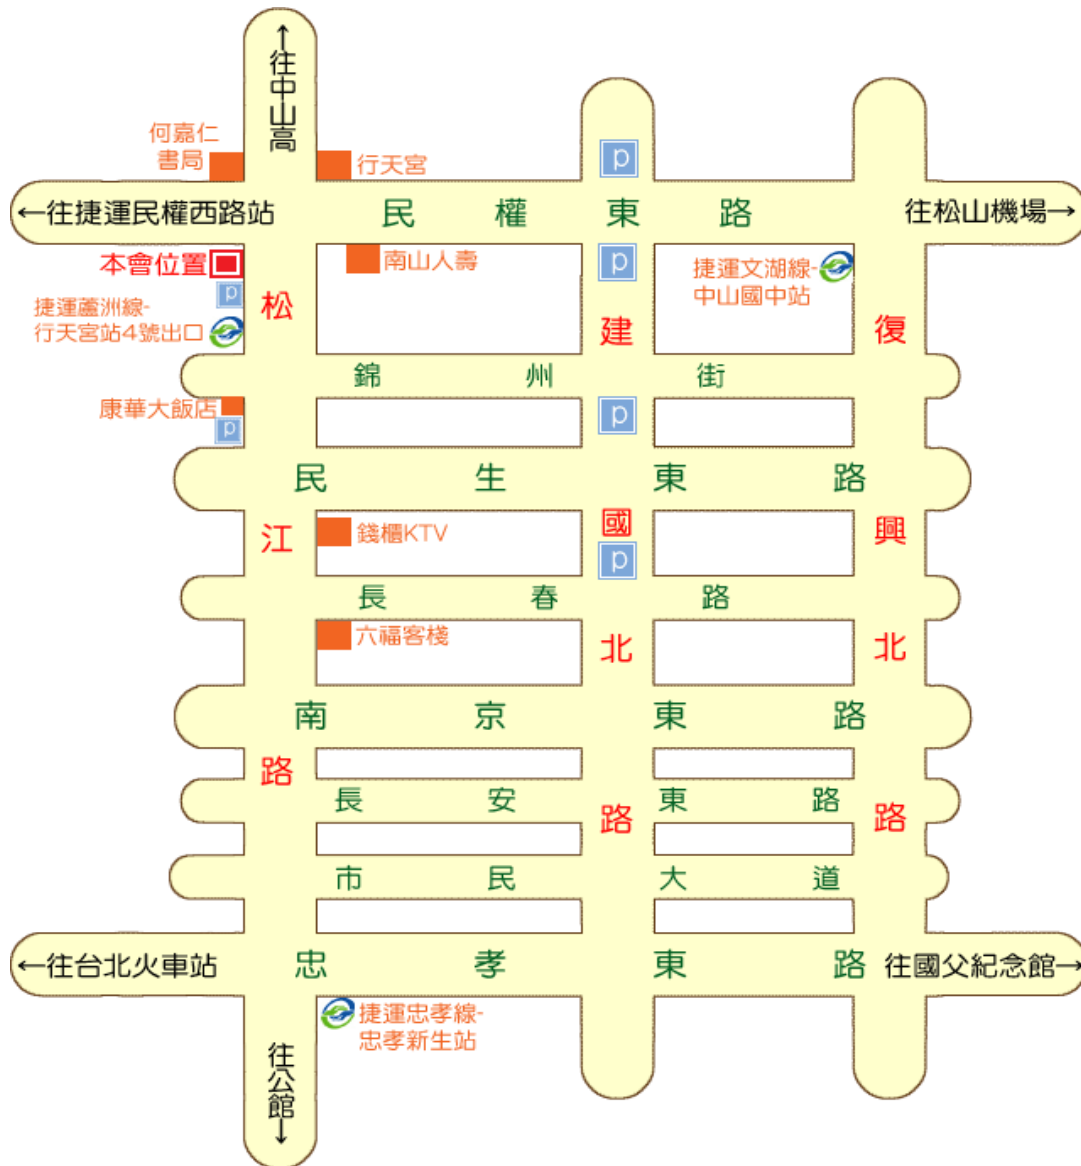 ↑往中山高
何嘉仁
書局
行天宮
p
←往捷運民權西路站
民權東路
往松山機場→
本會位置
南山人壽
p
捷運文湖線-
中山國中站
p
捷運蘆洲線-
行天宮站4號出口
松江路
建國北路
復興北路
錦州街
康華大飯店
p
p
民生東路
錢櫃KTV
p
長春路
六福客棧
南京東路
長安東路
市民大道
←往台北火車站
忠孝東路
往國父紀念館→
捷運忠孝線-
忠孝新生站
往公館↓